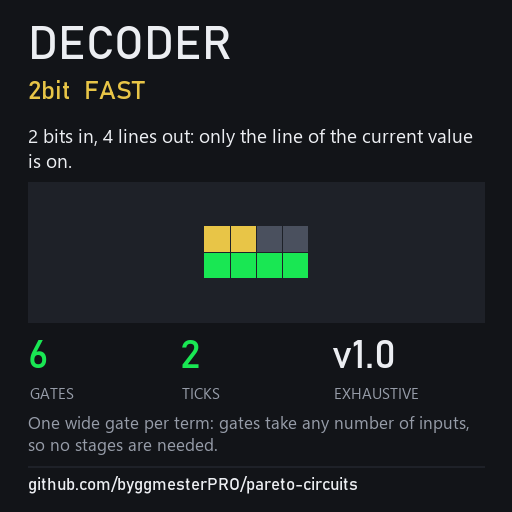 DECODER
2bit FAST
2 bits in, 4 lines out: only the line of the current value
is on.
6 2 v1.0
GATES TICKS EXHAUSTIVE
One wide gate per term: gates take any number of inputs,
so no stages are needed.
github.com/byggmesterPRO/pareto-circuits